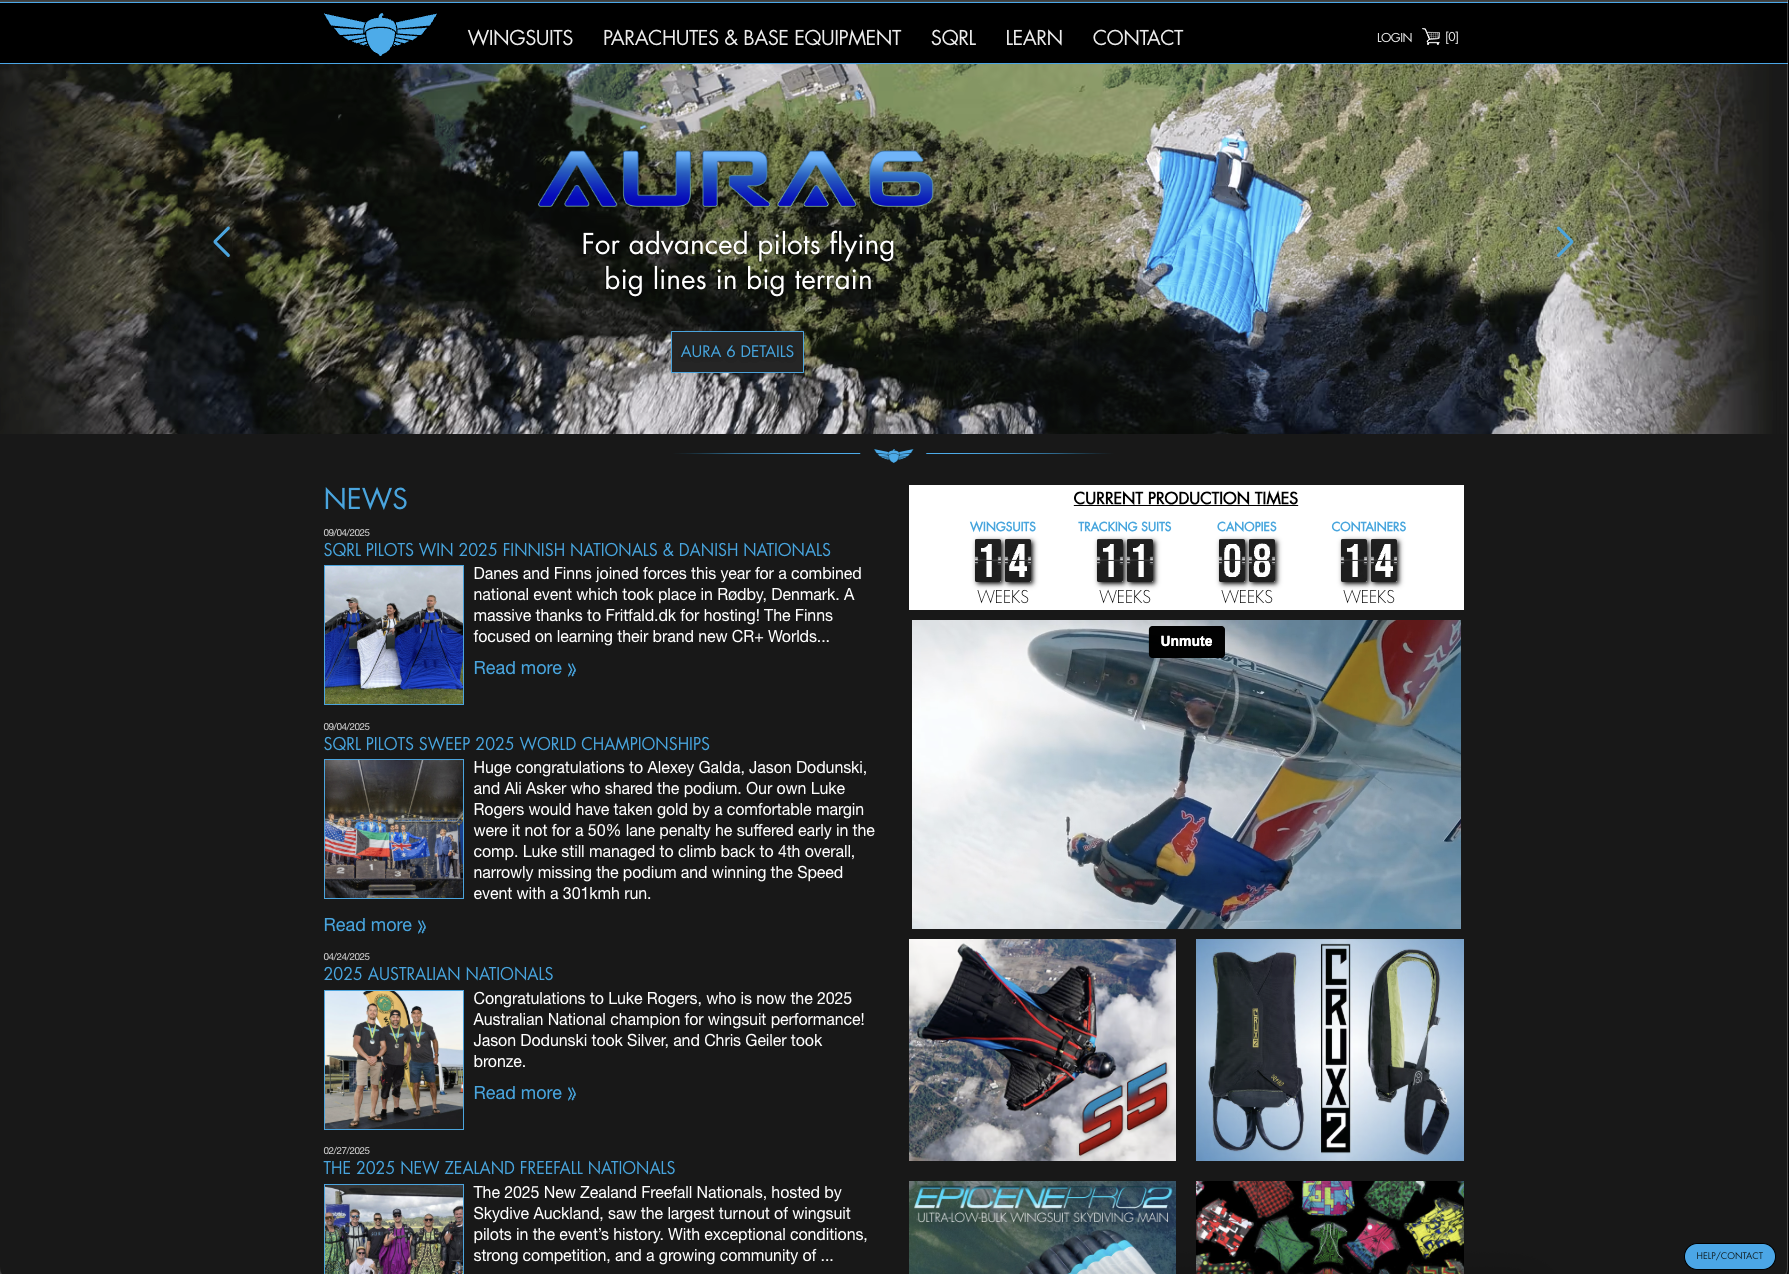 WINGSUITS PARACHUTES & BASE EQUIPMENT SQRL LEARN CONTACT LOGIN [0]
AURA 6
For advanced pilots flying
big lines in big terrain
AURA 6 DETAILS
NEWS
09/04/2025
SQRL PILOTS WIN 2025 FINNISH NATIONALS & DANISH NATIONALS
Danes and Finns joined forces this year for a combined
national event which took place in Rødby, Denmark. A
massive thanks to Fritfald.dk for hosting! The Finns
focused on learning their brand new CR+ Worlds...
Read more »
09/04/2025
SQRL PILOTS SWEEP 2025 WORLD CHAMPIONSHIPS
Huge congratulations to Alexey Galda, Jason Dodunski,
and Ali Asker who shared the podium. Our own Luke
Rogers would have taken gold by a comfortable margin
were it not for a 50% lane penalty he suffered early in the
comp. Luke still managed to climb back to 4th overall,
narrowly missing the podium and winning the Speed
event with a 301kmh run.
2 1 3
Read more »
04/24/2025
2025 AUSTRALIAN NATIONALS
Congratulations to Luke Rogers, who is now the 2025
Australian National champion for wingsuit performance!
Jason Dodunski took Silver, and Chris Geiler took
bronze.
Read more »
02/27/2025
THE 2025 NEW ZEALAND FREEFALL NATIONALS
The 2025 New Zealand Freefall Nationals, hosted by
Skydive Auckland, saw the largest turnout of wingsuit
pilots in the event's history. With exceptional conditions,
strong competition, and a growing community of ...
CURRENT PRODUCTION TIMES
WINGSUITS TRACKING SUITS CANOPIES CONTAINERS
14 11 08 14
WEEKS WEEKS WEEKS WEEKS
Unmute
S5
CRUX2
EPICENEPRO2
ULTRA-LOW-BULK WINGSUIT SKYDIVING MAIN
HELP/CONTACT